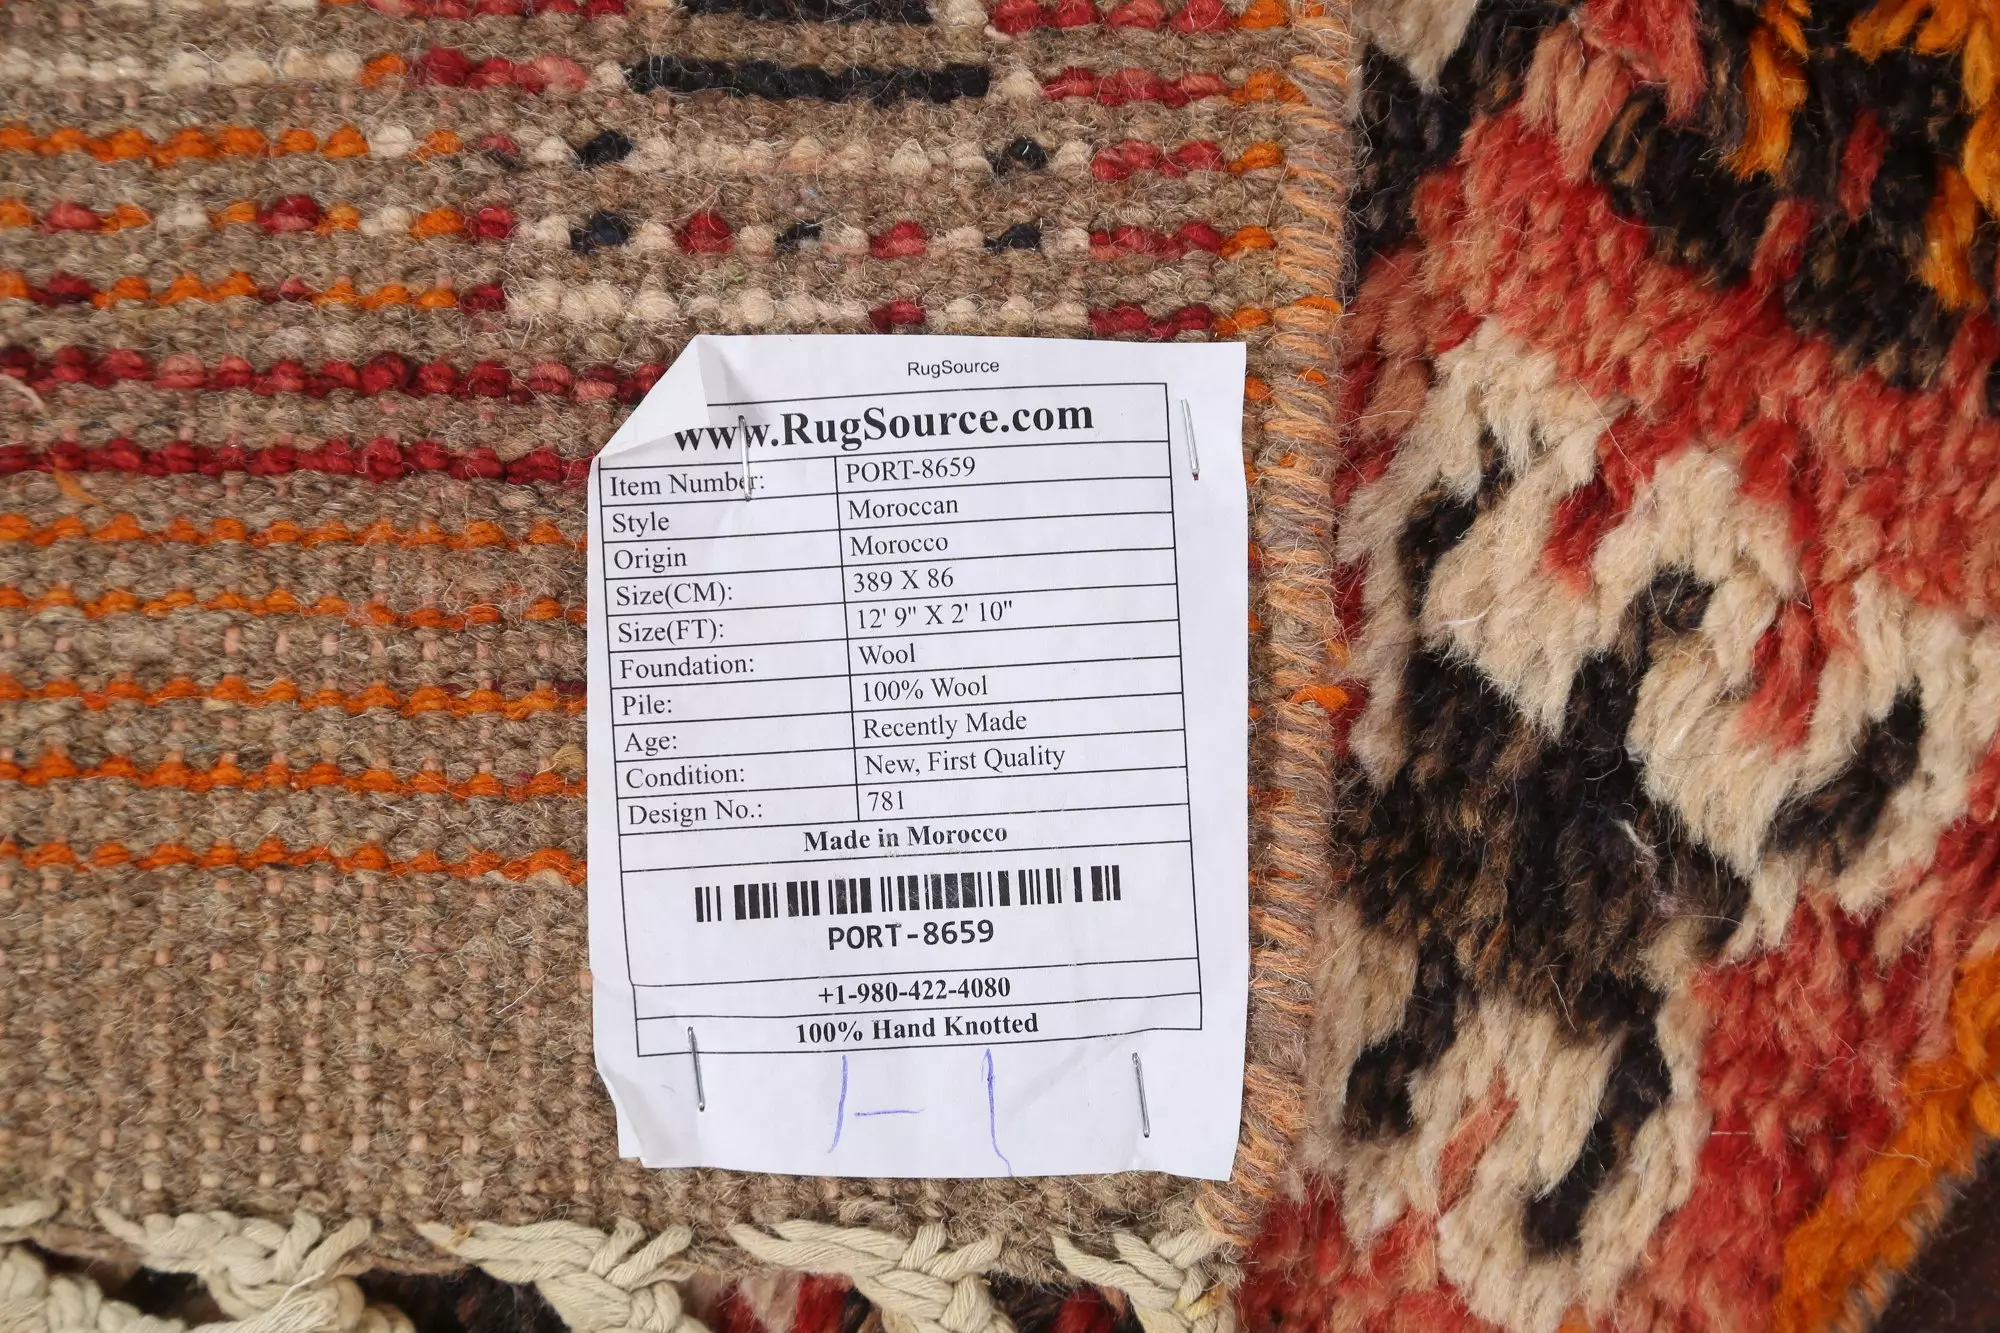 RugSource
www.RugSource.com
Item Number: PORT-8659
Style Moroccan
Origin Morocco
Size(CM): 389 X 86
Size(FT): 12' 9" X 2' 10"
Foundation: Wool
Pile: 100% Wool
Age: Recently Made
Condition: New, First Quality
Design No.: 781
Made in Morocco
PORT-8659
+1-980-422-4080
100% Hand Knotted
1-1